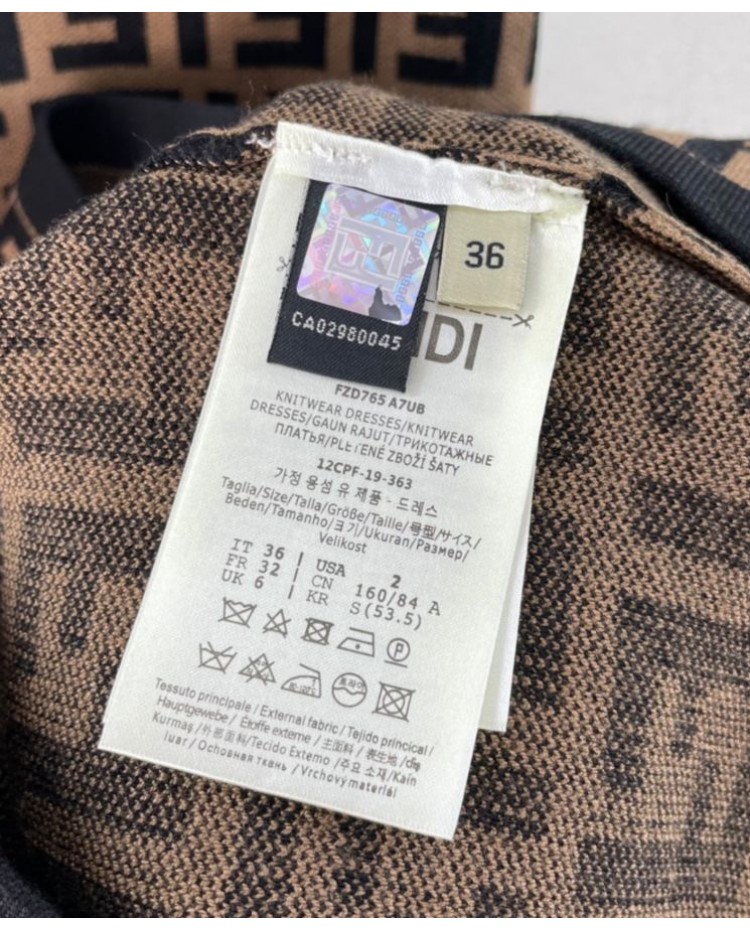 36
CA02980045
NDI
FZD765 A7UB
KNITWEAR DRESSES/KNITWEAR
DRESSES/GAUN RAJUT/ТРИКОТАЖНЫЕ
ПЛАТЬЯ/PLETENÉ ZBOŽÍ ŠATY
12CPF-19-363
가정 용섬 유 제품 - 드레스
Taglia/Size/Talla/Größe/Taille/号型/サイズ/
Beden/Tamanho/크기/Ukuran/Размер/
Velikost
IT 36 USA 2
FR 32 CN 160/84 A
UK 6 KR S(53.5)
P
Tessuto principale / External fabric / Tejido principal/
Hauptgewebe / Étoffe externe / 主面料 / 表生地 /
Kurmaş / 外部面料 /Tecido Externo /주요 소재/Kain
luar / Основная ткань / Vrchový materiál